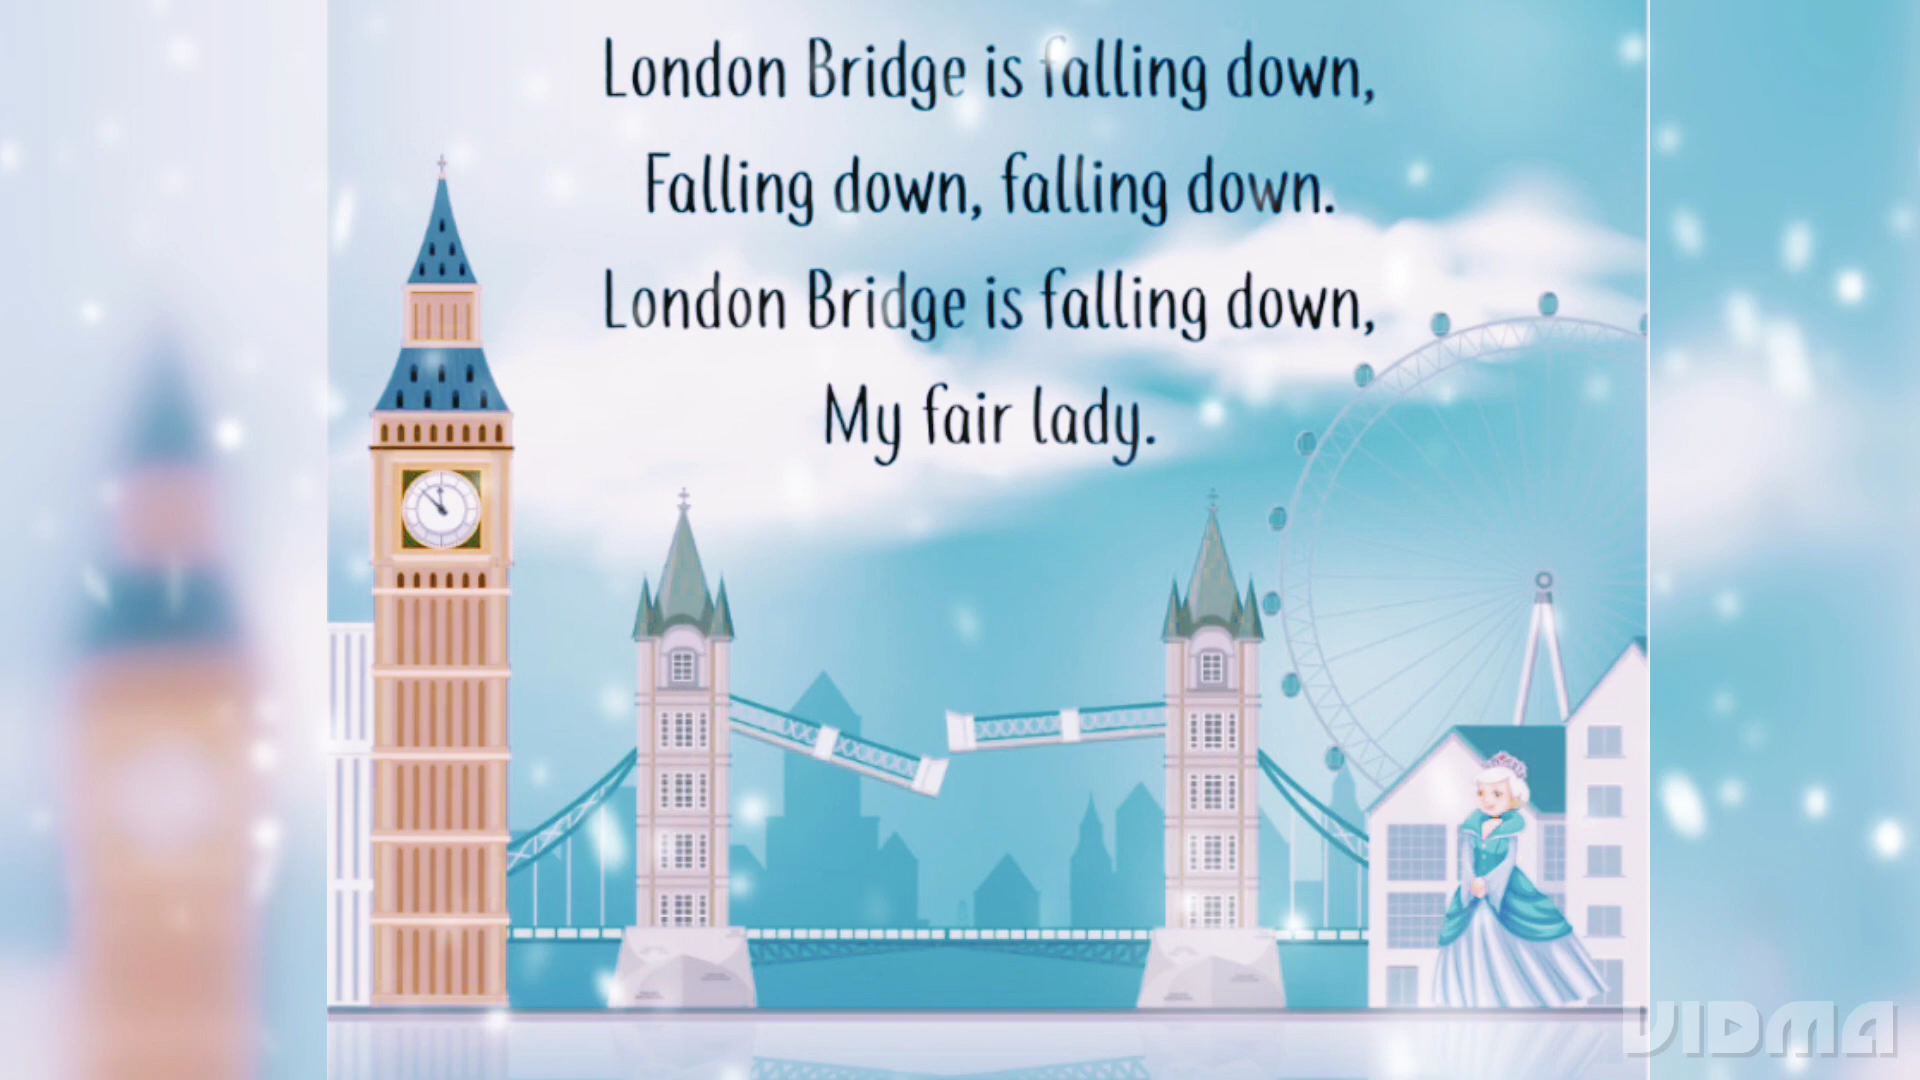 London Bridge is falling down,
Falling down, falling down.
London Bridge is falling down,
My fair lady.
VIDMA